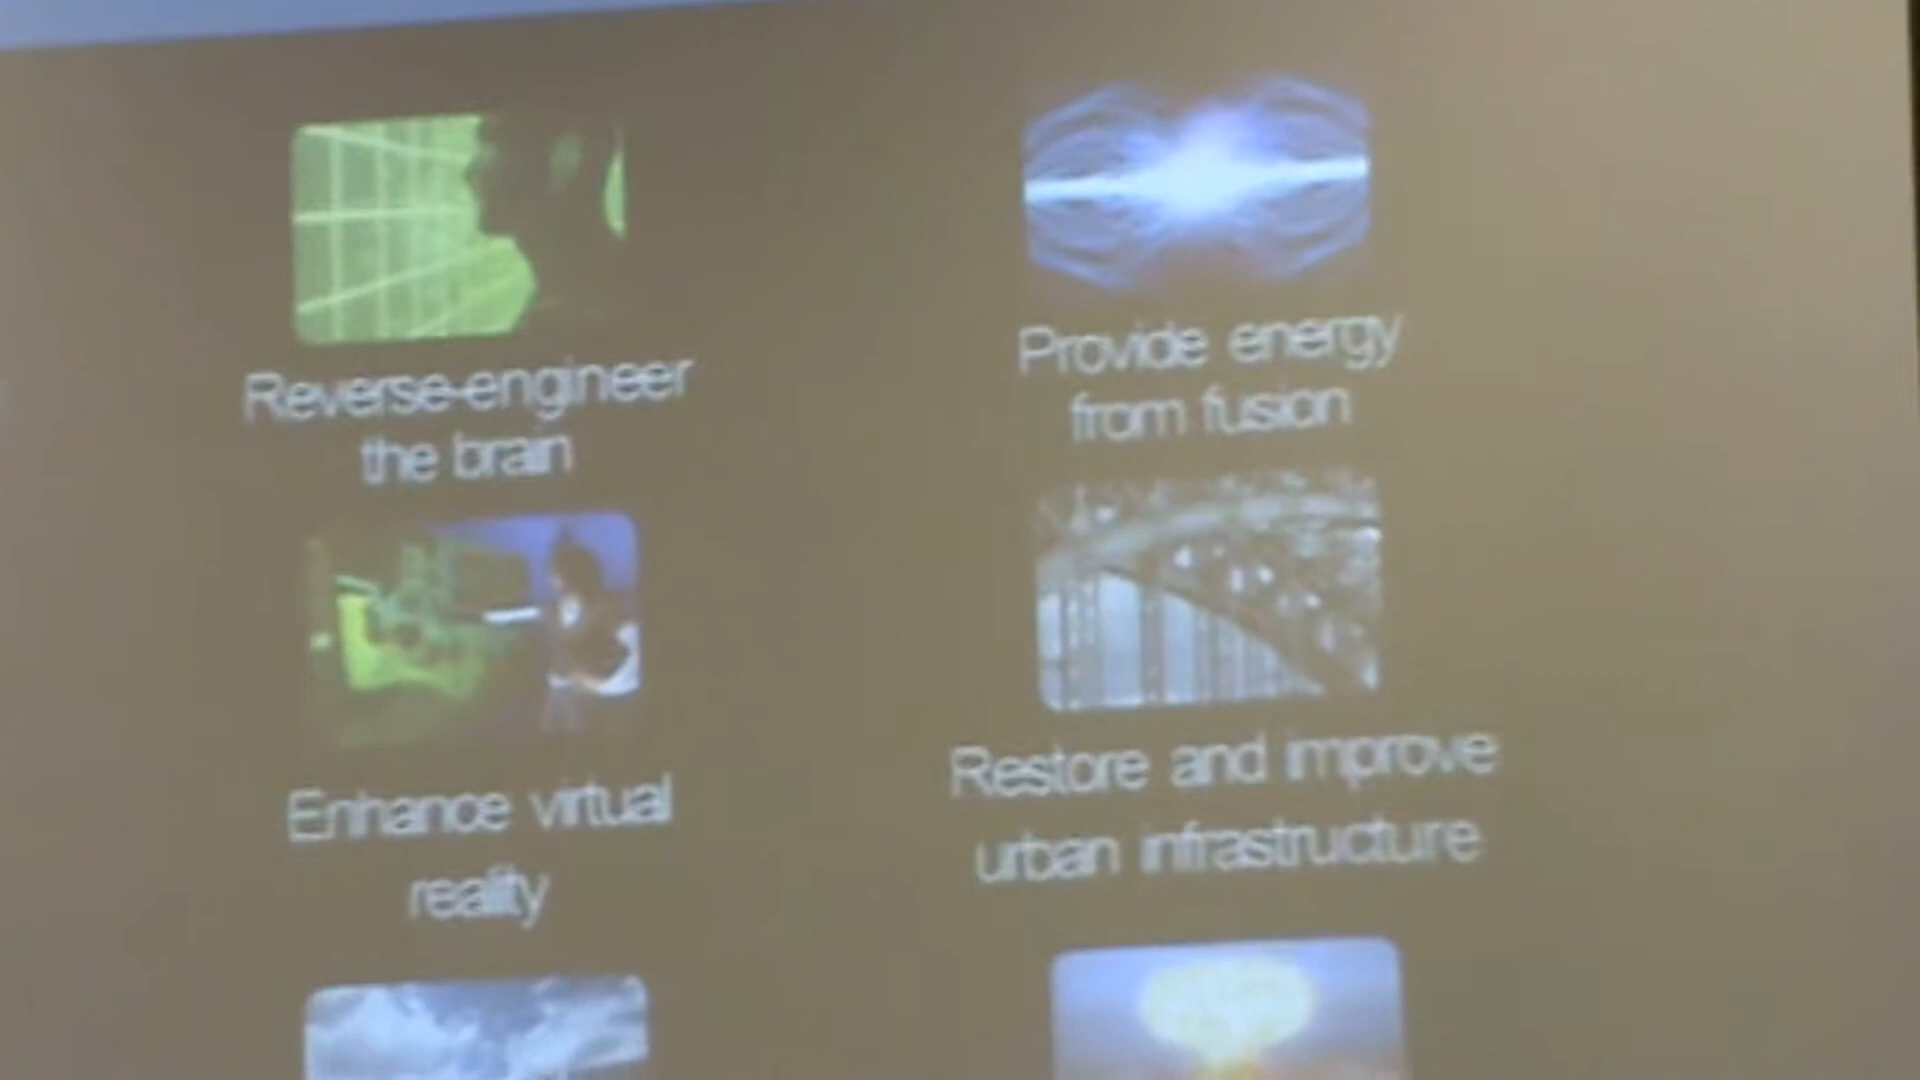 Reverse-engineer
the brain
Provide energy
from fusion
Enhance virtual
reality
Restore and improve
urban infrastructure